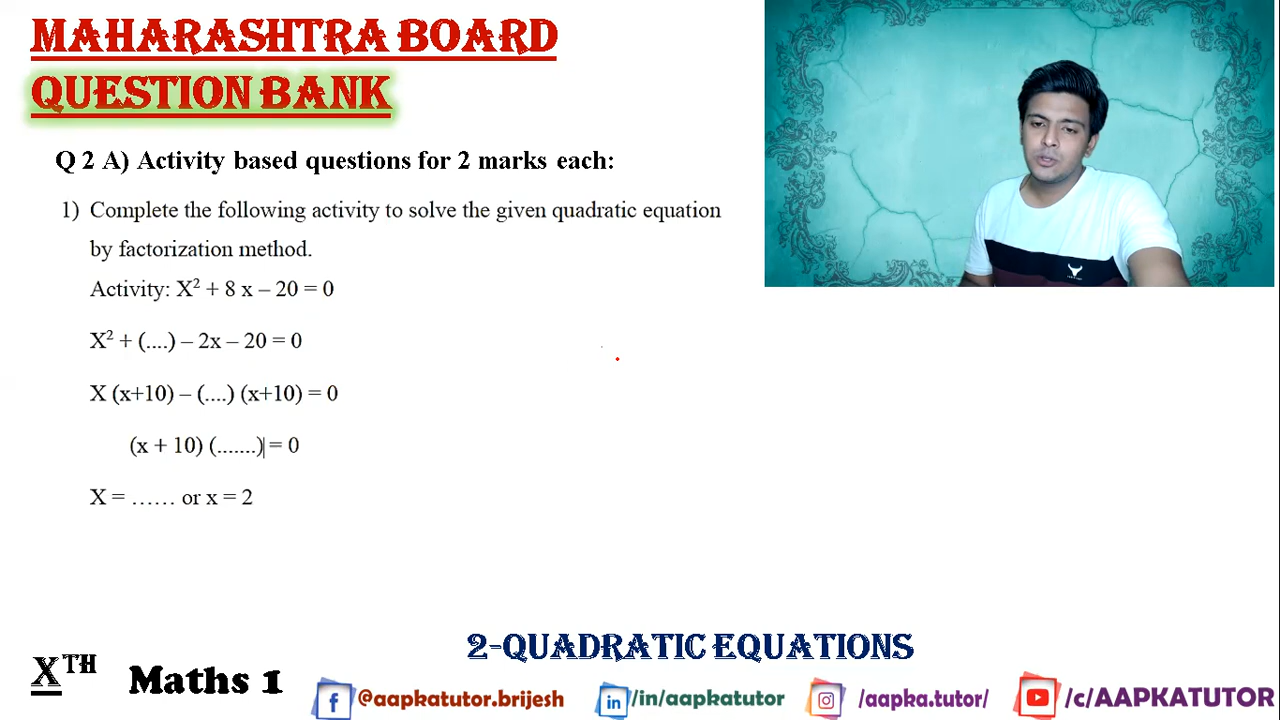 MAHARASHTRA BOARD
QUESTION BANK
Q 2 A) Activity based questions for 2 marks each:
1) Complete the following activity to solve the given quadratic equation
by factorization method.
Activity: X² + 8 x – 20 = 0
X² + (....) – 2x – 20 = 0
X (x+10) – (....) (x+10) = 0
(x + 10) (.......) = 0
X = …… or x = 2
2-QUADRATIC EQUATIONS
XTH Maths 1
@aapkatutor.brijesh /in/aapkatutor /aapka.tutor/ /c/AAPKATUTOR